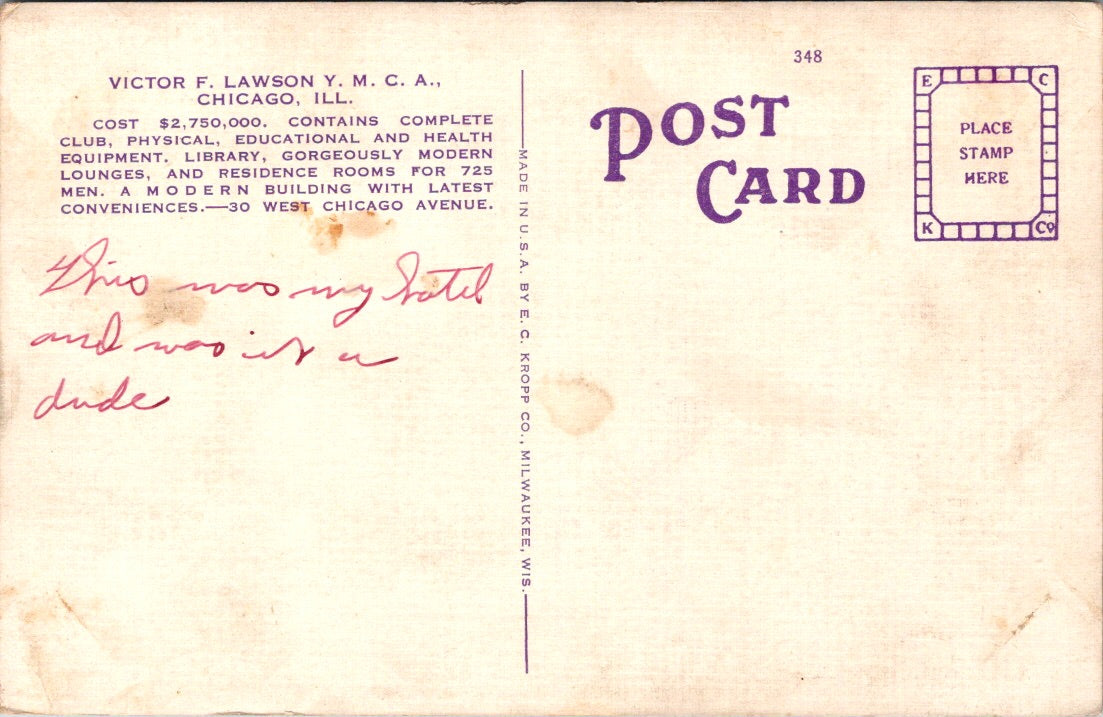 348
VICTOR F. LAWSON Y. M. C. A.,
CHICAGO, ILL.
COST $2,750,000. CONTAINS COMPLETE
CLUB, PHYSICAL, EDUCATIONAL AND HEALTH
EQUIPMENT. LIBRARY, GORGEOUSLY MODERN
LOUNGES, AND RESIDENCE ROOMS FOR 725
MEN. A MODERN BUILDING WITH LATEST
CONVENIENCES.—30 WEST CHICAGO AVENUE.
This was my hotel
and was it a
dude
MADE IN U.S.A. BY E. C. KROPP CO., MILWAUKEE, WIS.
POST
CARD
E C
PLACE
STAMP
HERE
K Co